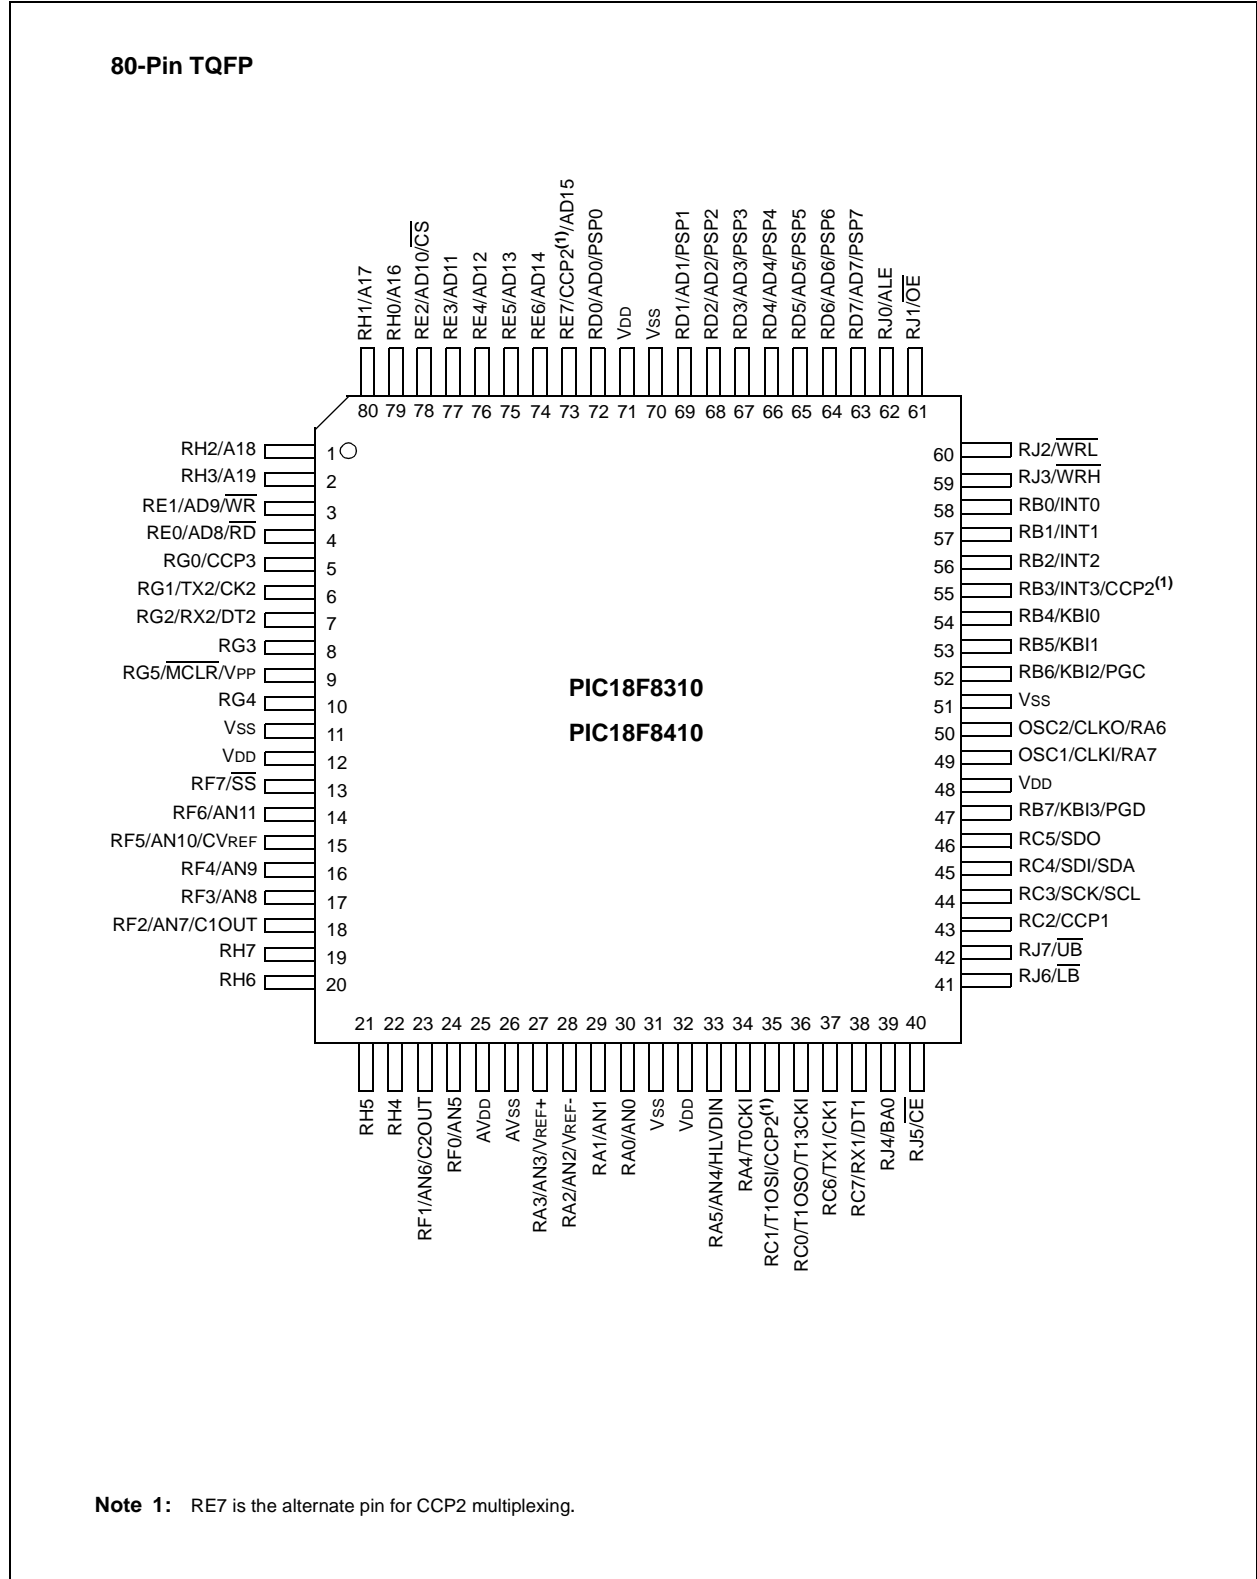 80-Pin TQFP
RH1/A17
RH0/A16
RE2/AD10/C̅S̅
RE3/AD11
RE4/AD12
RE5/AD13
RE6/AD14
RE7/CCP2(1)/AD15
RD0/AD0/PSP0
VDD
VSS
RD1/AD1/PSP1
RD2/AD2/PSP2
RD3/AD3/PSP3
RD4/AD4/PSP4
RD5/AD5/PSP5
RD6/AD6/PSP6
RD7/AD7/PSP7
RJ0/ALE
RJ1/O̅E̅
80 79 78 77 76 75 74 73 72 71 70 69 68 67 66 65 64 63 62 61
RH2/A18 1
RH3/A19 2
RE1/AD9/W̅R̅ 3
RE0/AD8/R̅D̅ 4
RG0/CCP3 5
RG1/TX2/CK2 6
RG2/RX2/DT2 7
RG3 8
RG5/M̅C̅L̅R̅/VPP 9
RG4 10
VSS 11
VDD 12
RF7/S̅S̅ 13
RF6/AN11 14
RF5/AN10/CVREF 15
RF4/AN9 16
RF3/AN8 17
RF2/AN7/C1OUT 18
RH7 19
RH6 20
PIC18F8310
PIC18F8410
60 RJ2/W̅R̅L̅
59 RJ3/W̅R̅H̅
58 RB0/INT0
57 RB1/INT1
56 RB2/INT2
55 RB3/INT3/CCP2(1)
54 RB4/KBI0
53 RB5/KBI1
52 RB6/KBI2/PGC
51 VSS
50 OSC2/CLKO/RA6
49 OSC1/CLKI/RA7
48 VDD
47 RB7/KBI3/PGD
46 RC5/SDO
45 RC4/SDI/SDA
44 RC3/SCK/SCL
43 RC2/CCP1
42 RJ7/U̅B̅
41 RJ6/L̅B̅
21 22 23 24 25 26 27 28 29 30 31 32 33 34 35 36 37 38 39 40
RH5
RH4
RF1/AN6/C2OUT
RF0/AN5
AVDD
AVSS
RA3/AN3/VREF+
RA2/AN2/VREF-
RA1/AN1
RA0/AN0
VSS
VDD
RA5/AN4/HLVDIN
RA4/T0CKI
RC1/T1OSI/CCP2(1)
RC0/T1OSO/T13CKI
RC6/TX1/CK1
RC7/RX1/DT1
RJ4/BA0
RJ5/C̅E̅
Note 1: RE7 is the alternate pin for CCP2 multiplexing.